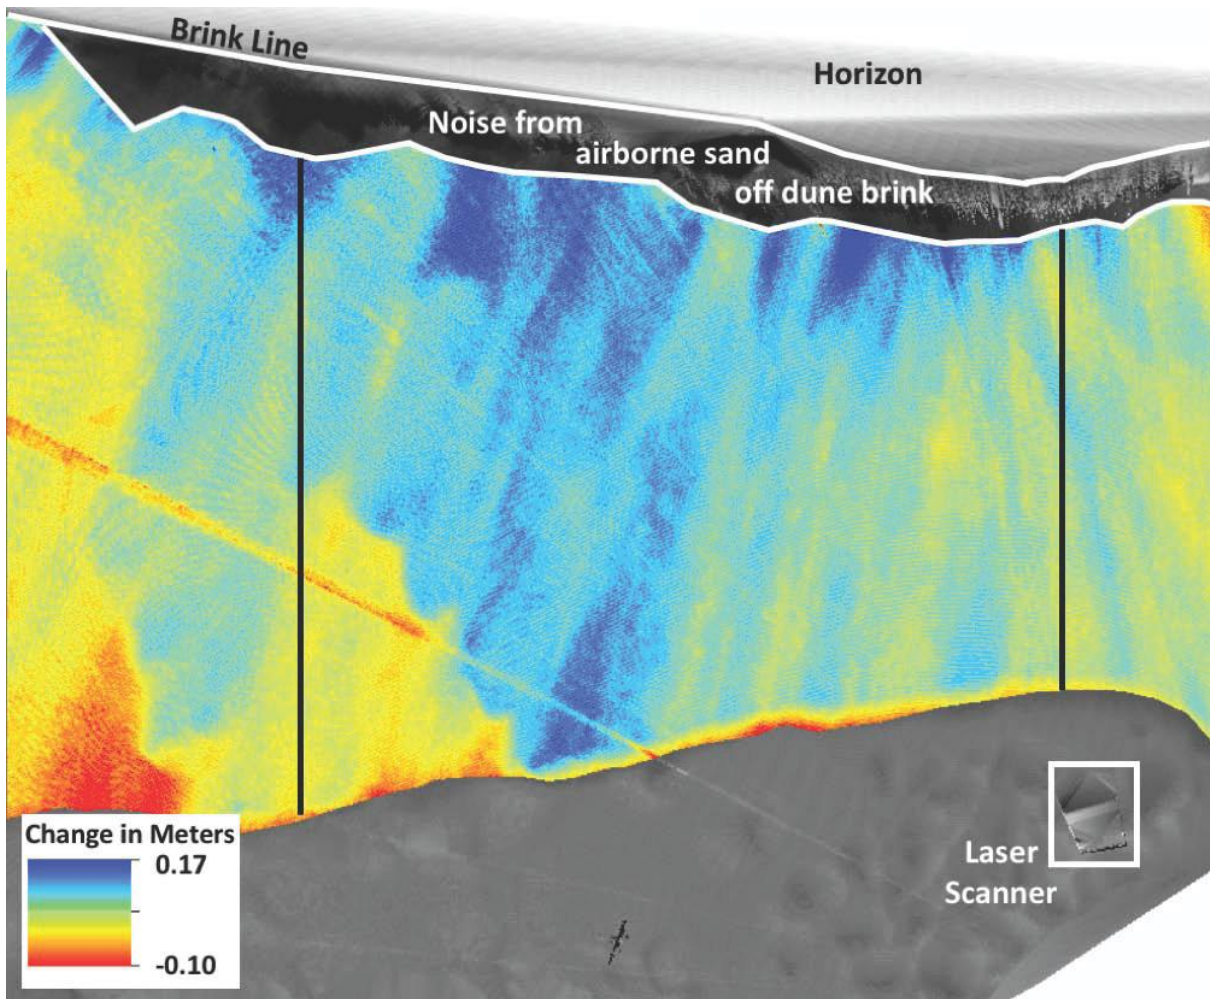 Brink Line
Horizon
Noise from
airborne sand
off dune brink
Laser
Scanner
Change in Meters
0.17
-0.10